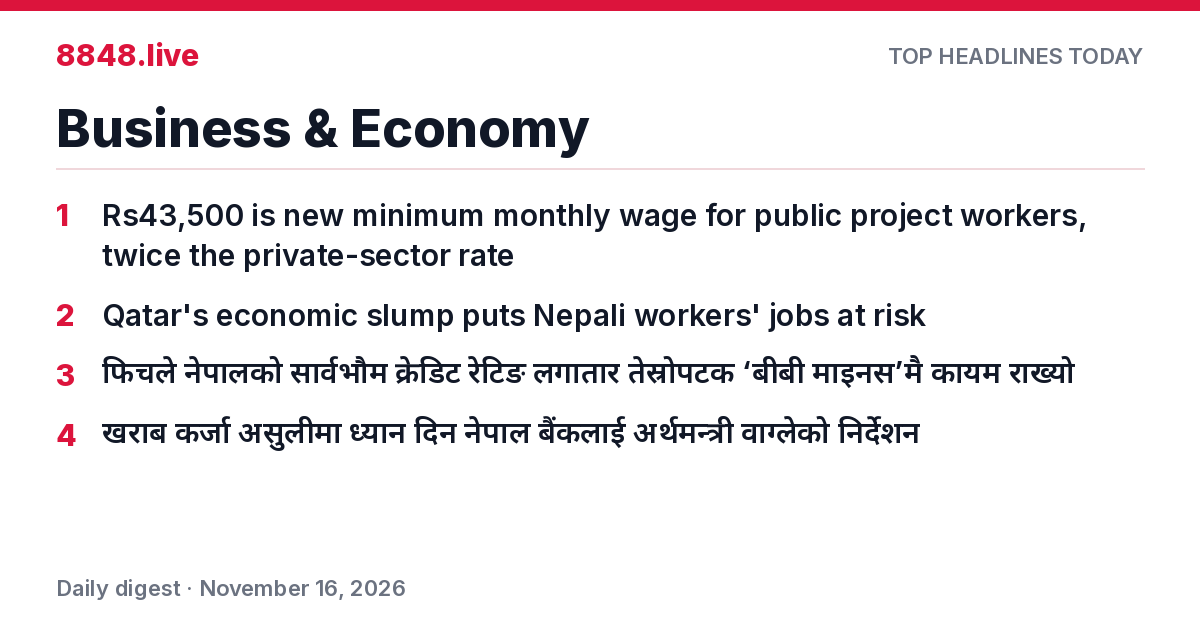 8848.live
TOP HEADLINES TODAY
Business & Economy
1 Rs43,500 is new minimum monthly wage for public project workers,
twice the private-sector rate
2 Qatar's economic slump puts Nepali workers' jobs at risk
3 फिचले नेपालको सार्वभौम क्रेडिट रेटिङ लगातार तेस्रोपटक ‘बीबी माइनस’मै कायम राख्यो
4 खराब कर्जा असुलीमा ध्यान दिन नेपाल बैंकलाई अर्थमन्त्री वाग्लेको निर्देशन
Daily digest · November 16, 2026